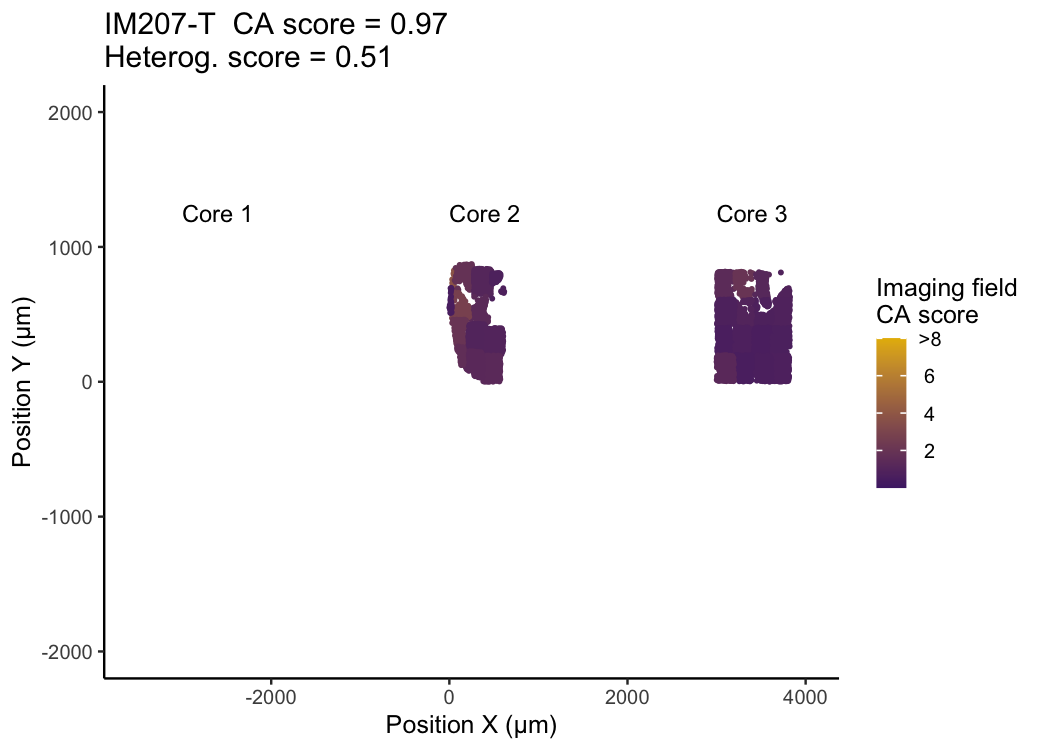 IM207-T  CA score = 0.97
Heterog. score = 0.51
Position Y (μm)
2000
1000
0
-1000
-2000
Core 1
Core 2
Core 3
-2000
0
2000
4000
Position X (μm)
Imaging field
CA score
>8
6
4
2